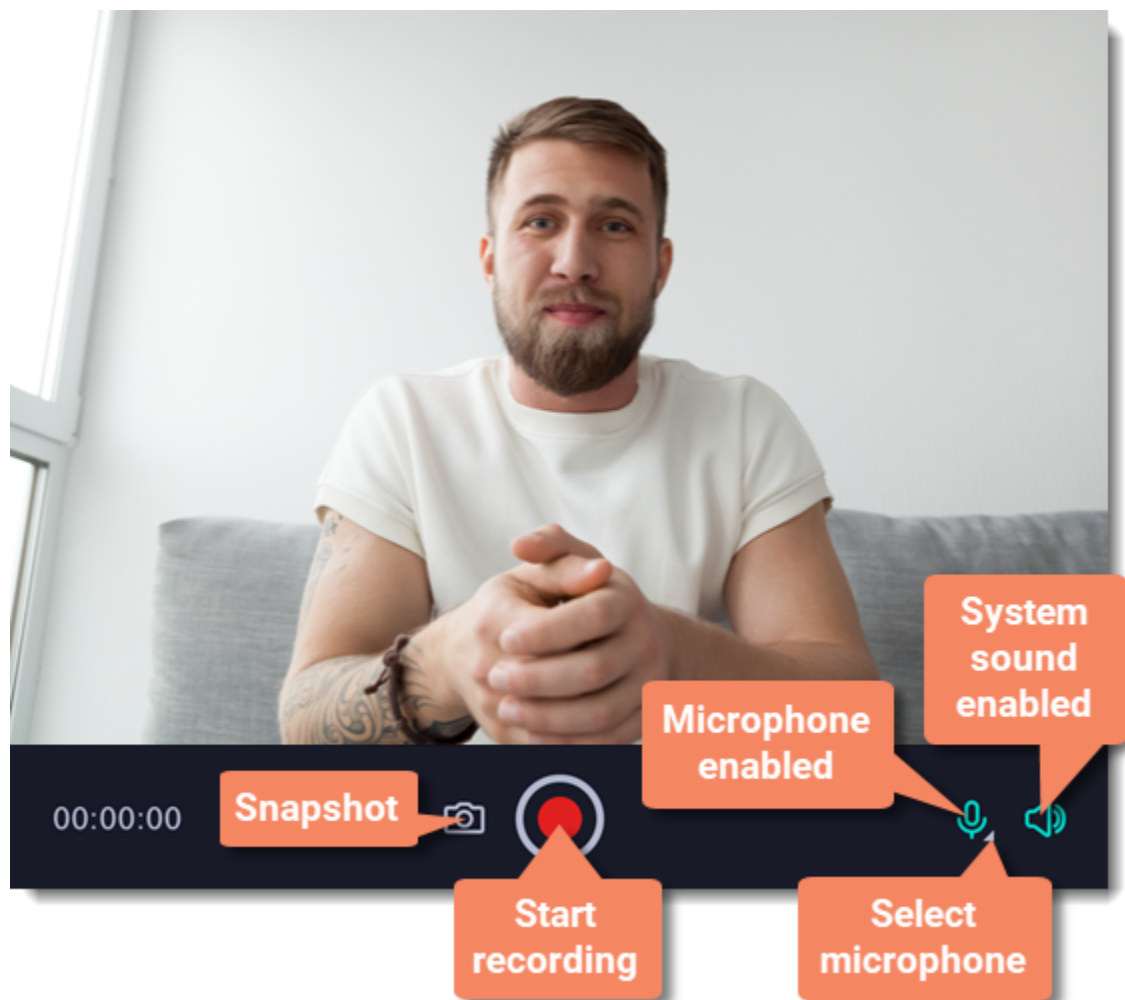 System
sound
enabled
Microphone
enabled
00:00:00
Snapshot
Start
recording
Select
microphone